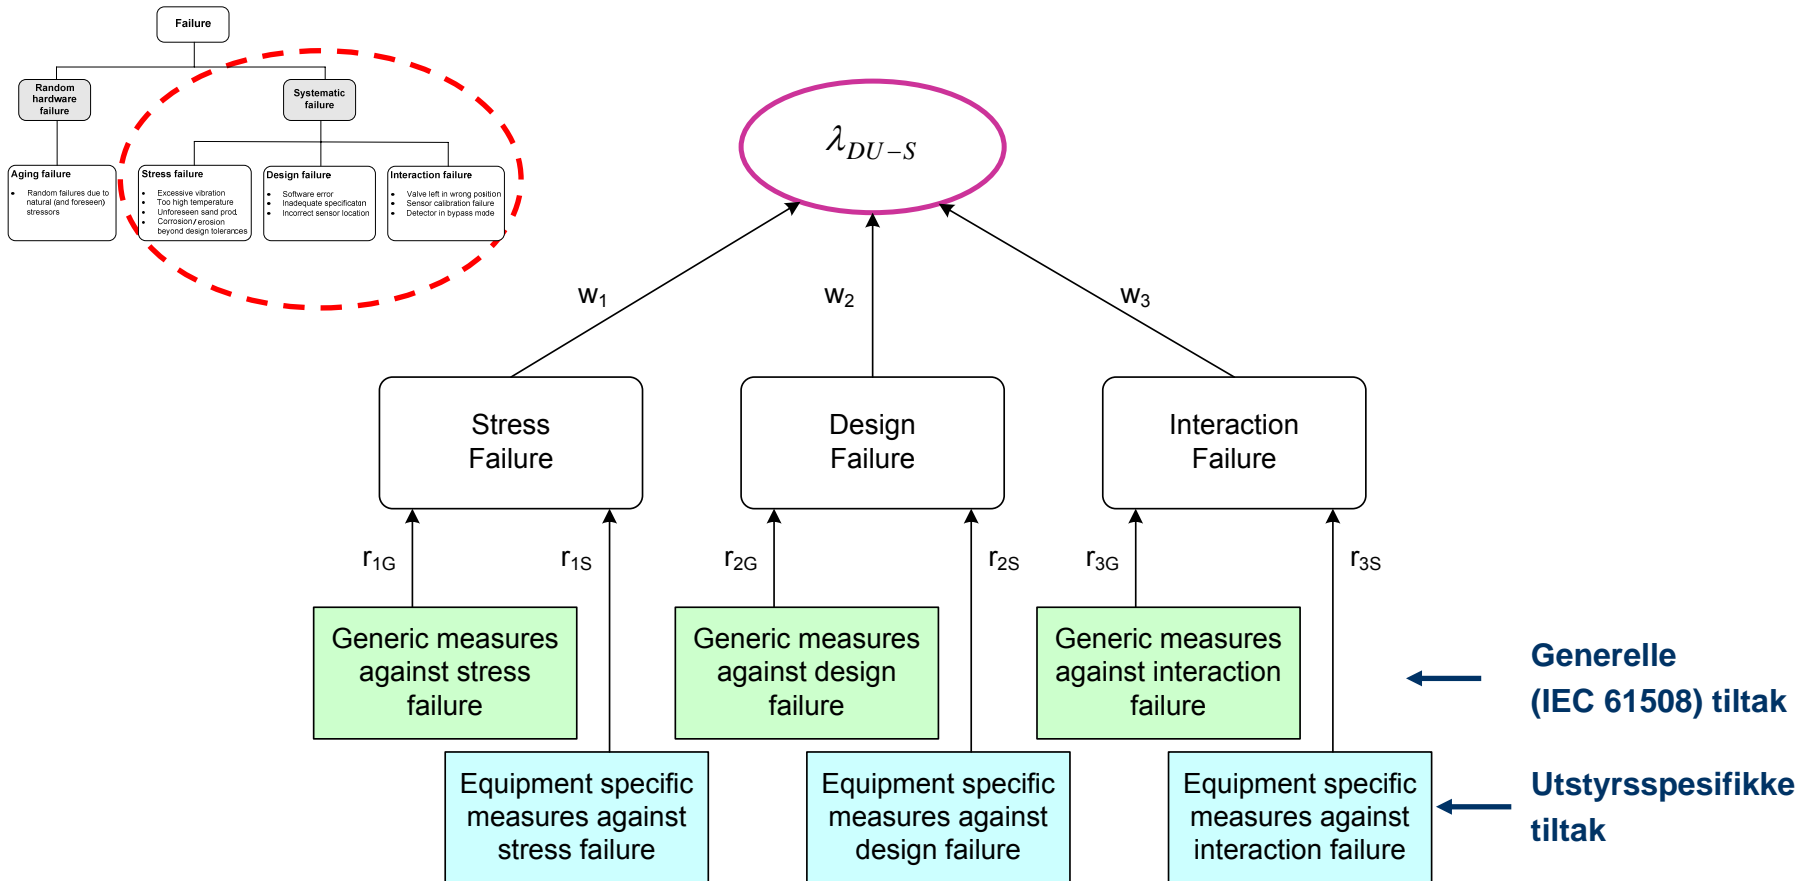 Failure
Random
hardware
failure
Systematic
failure
Aging failure
• Random failures due to
natural (and foreseen)
stressors
Stress failure
• Excessive vibration
• Too high temperature
• Unforeseen sand prod.
• Corrosion/ erosion
beyond design tolerances
Design failure
• Software error
• Inadequate specificaton
• Incorrect sensor location
Interaction failure
• Valve left in wrong position
• Sensor calibration failure
• Detector in bypass mode
λDU−S
w1
w2
w3
Stress
Failure
Design
Failure
Interaction
Failure
r1G
r1S
r2G
r2S
r3G
r3S
Generic measures
against stress
failure
Generic measures
against design
failure
Generic measures
against interaction
failure
Generelle
(IEC 61508) tiltak
Equipment specific
measures against
stress failure
Equipment specific
measures against
design failure
Equipment specific
measures against
interaction failure
Utstyrsspesifikke
tiltak